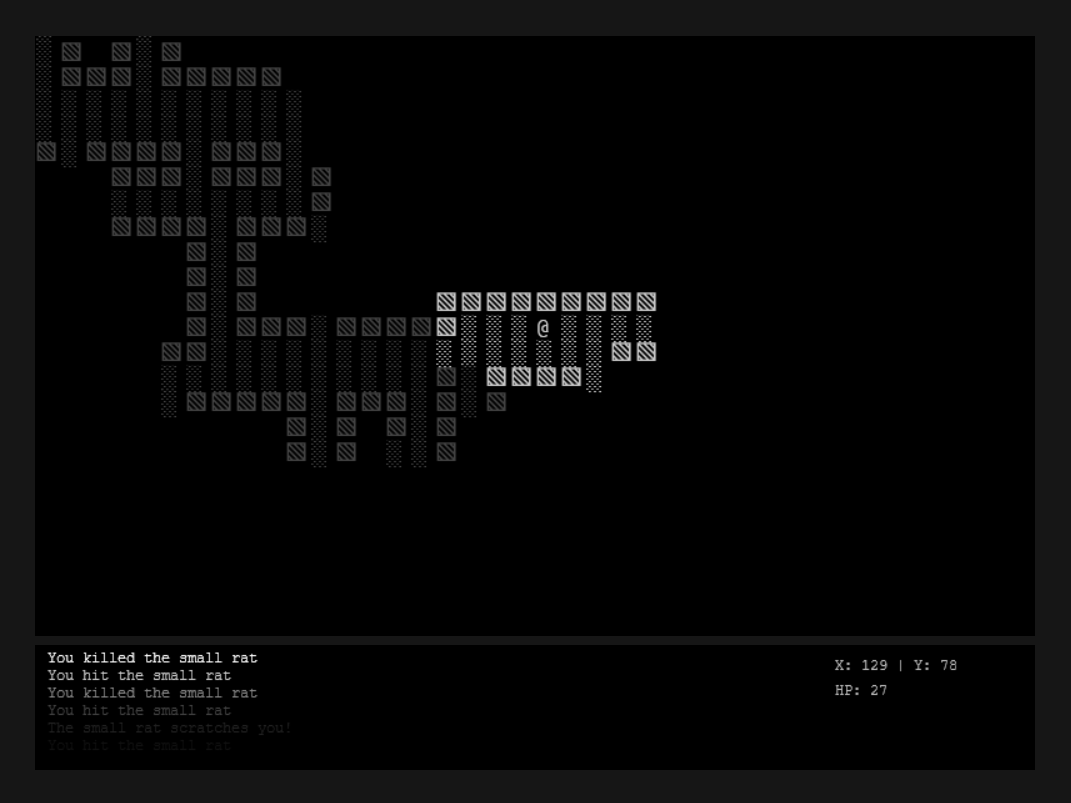 @
You killed the small rat
You hit the small rat
You killed the small rat
You hit the small rat
The small rat scratches you!
You hit the small rat
X: 129 | Y: 78
HP: 27